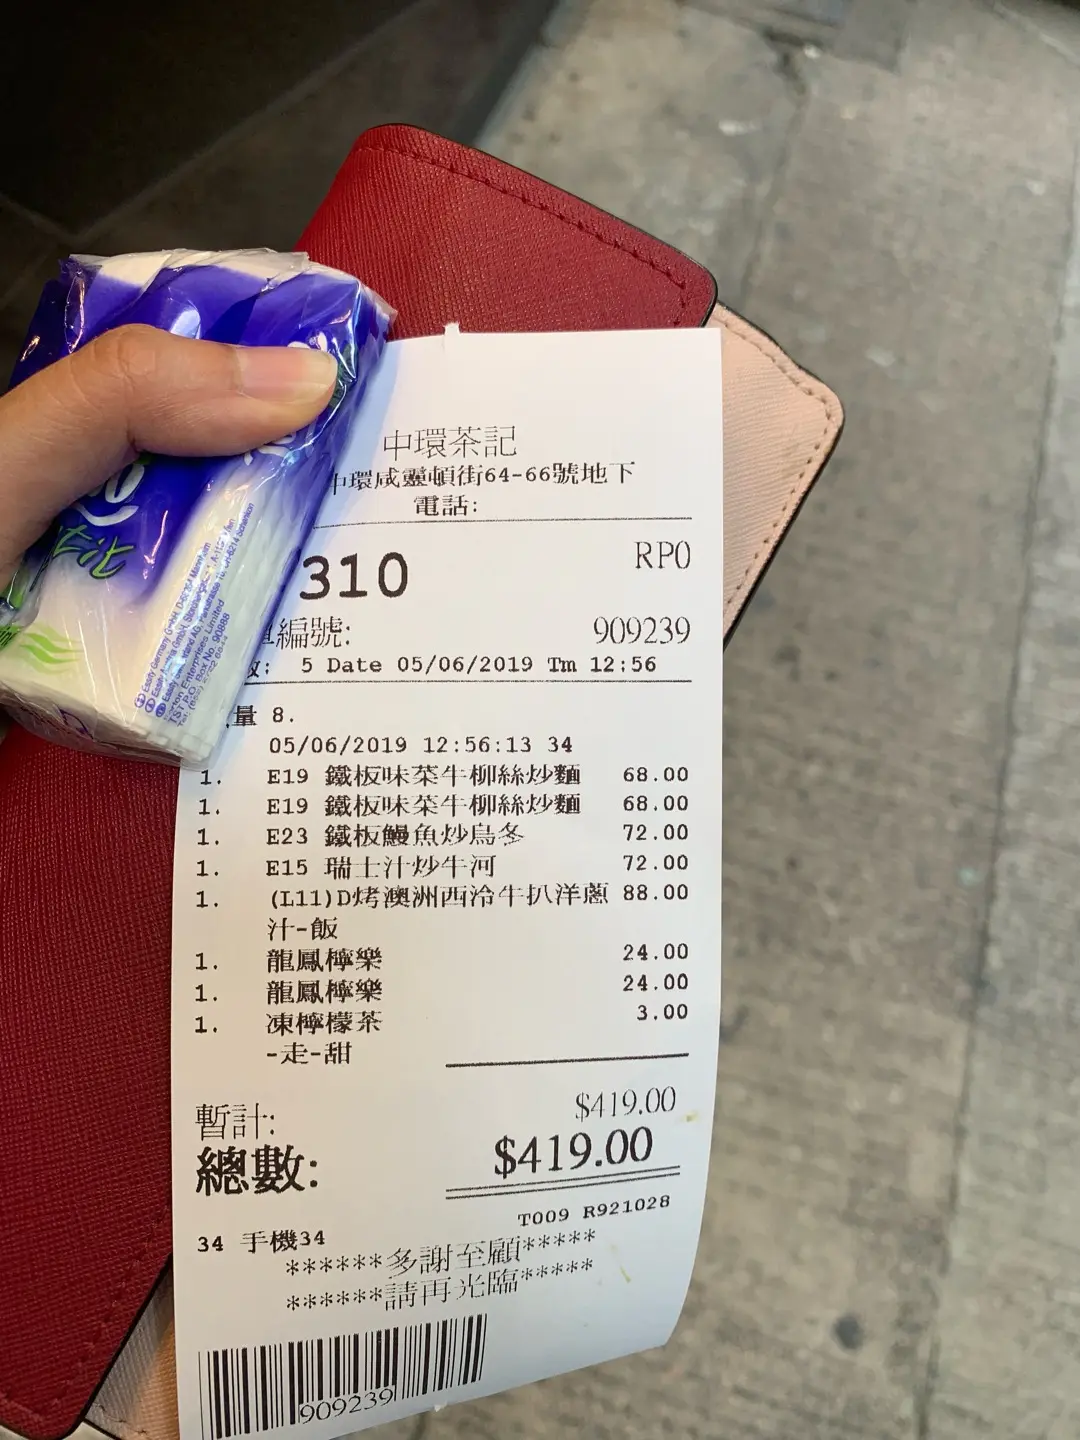 中環茶記
中環咸靈頓街64-66號地下
電話:
310
RP0
編號:
909239
: 5 Date 05/06/2019 Tm 12:56
量 8.
05/06/2019 12:56:13 34
1. E19 鐵板味菜牛柳絲炒麵 68.00
1. E19 鐵板味菜牛柳絲炒麵 68.00
1. E23 鐵板鰻魚炒烏冬 72.00
1. E15 瑞士汁炒牛河 72.00
1. (L11)D烤澳洲西冷牛扒洋蔥 88.00
汁-飯
1. 龍鳳檸樂 24.00
1. 龍鳳檸樂 24.00
1. 凍檸檬茶 3.00
-走-甜
暫計: $419.00
總數: $419.00
T009 R921028
34 手機34
******多謝至顧*****
******請再光臨*****
909239